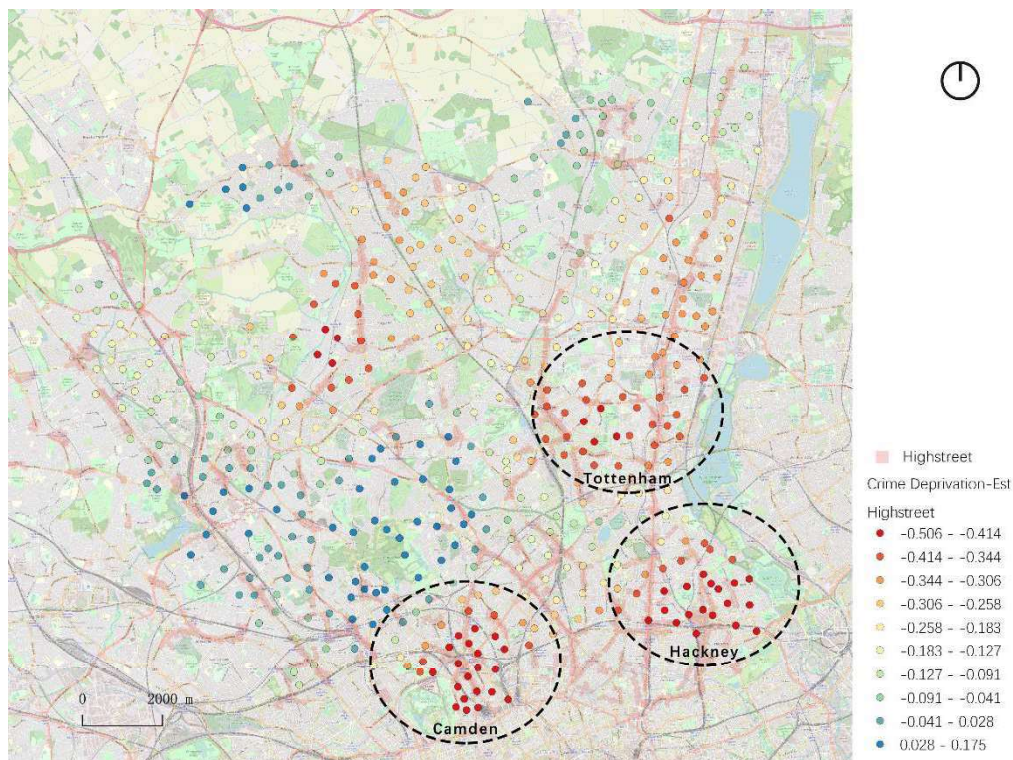 Tottenham
Hackney
Camden
0 2000 m
Highstreet
Crime Deprivation-Est
Highstreet
-0.506 - -0.414
-0.414 - -0.344
-0.344 - -0.306
-0.306 - -0.258
-0.258 - -0.183
-0.183 - -0.127
-0.127 - -0.091
-0.091 - -0.041
-0.041 - 0.028
0.028 - 0.175